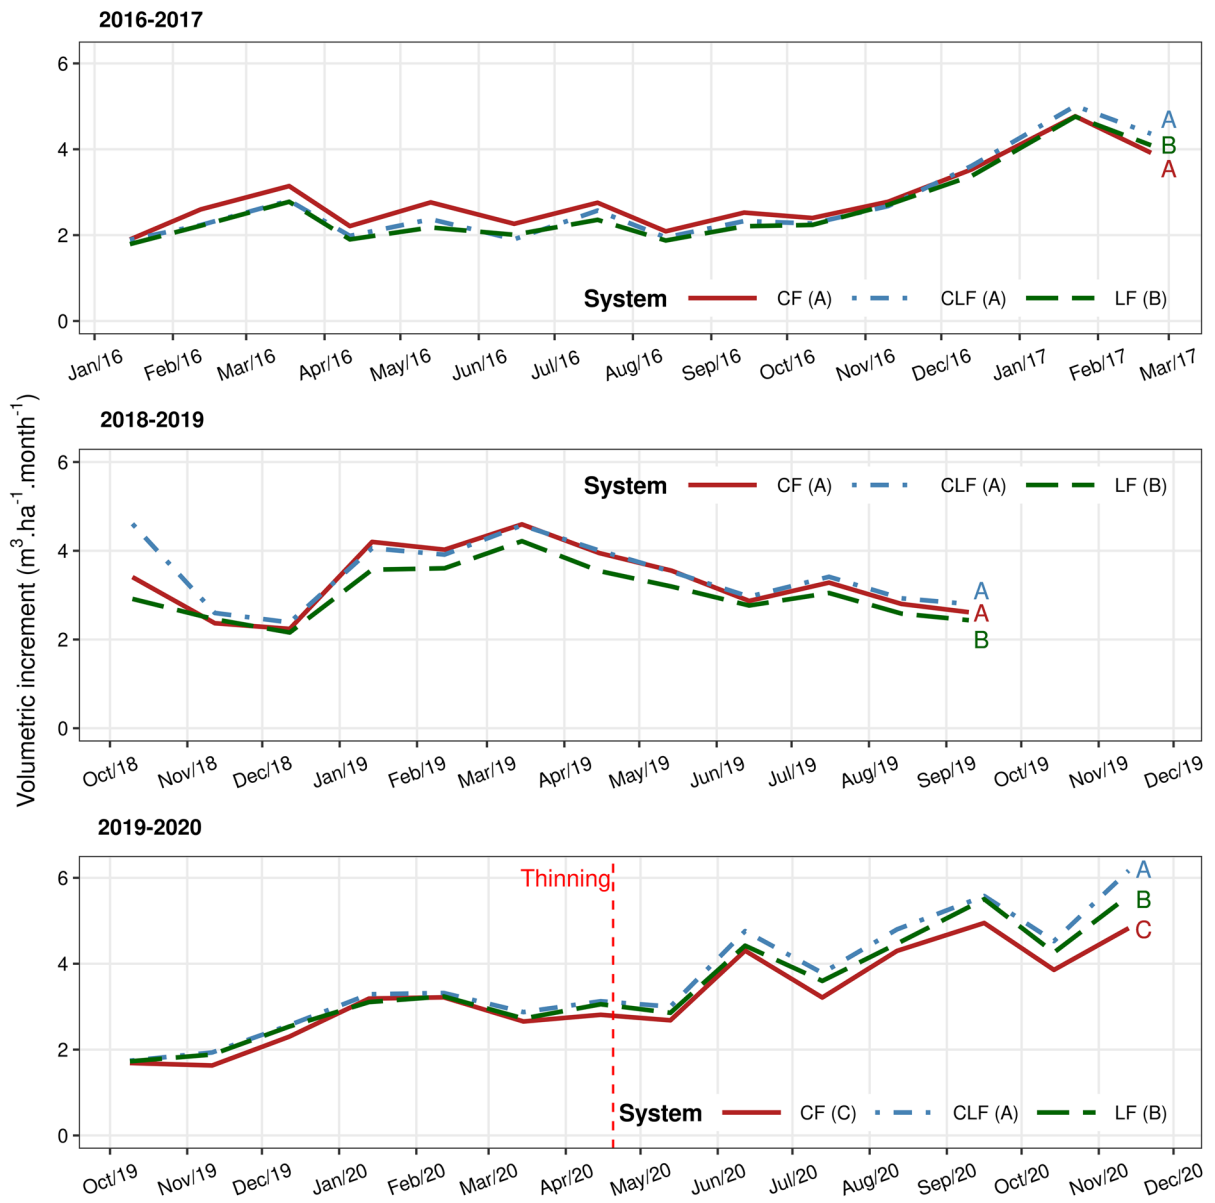 2016-2017
6
4
2
0
A
B
A
System CF (A) CLF (A) LF (B)
Jan/16 Feb/16 Mar/16 Apr/16 May/16 Jun/16 Jul/16 Aug/16 Sep/16 Oct/16 Nov/16 Dec/16 Jan/17 Feb/17 Mar/17
Volumetric increment (m³.ha⁻¹.month⁻¹)
2018-2019
6
4
2
0
System CF (A) CLF (A) LF (B)
A
A
B
Oct/18 Nov/18 Dec/18 Jan/19 Feb/19 Mar/19 Apr/19 May/19 Jun/19 Jul/19 Aug/19 Sep/19 Oct/19 Nov/19 Dec/19
2019-2020
6
4
2
0
Thinning
A
B
C
System CF (C) CLF (A) LF (B)
Oct/19 Nov/19 Dec/19 Jan/20 Feb/20 Mar/20 Apr/20 May/20 Jun/20 Jul/20 Aug/20 Sep/20 Oct/20 Nov/20 Dec/20